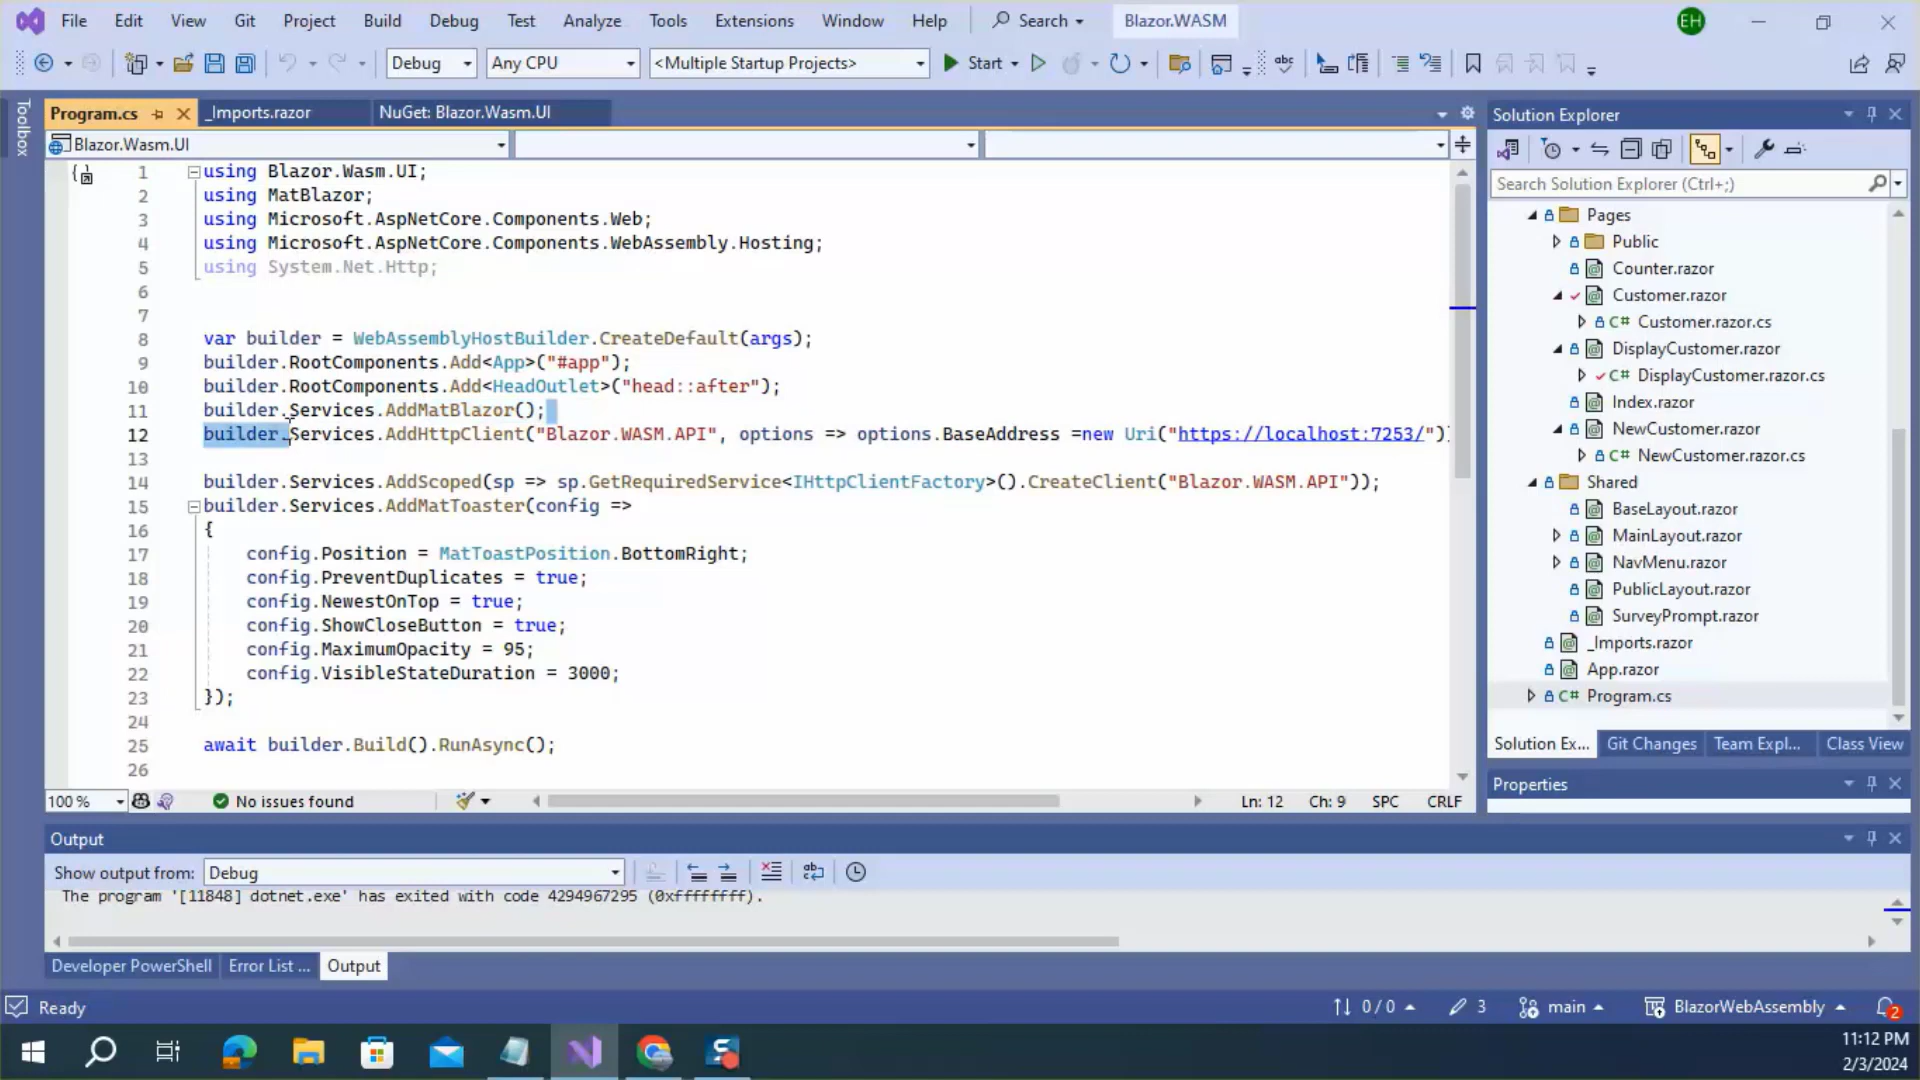 File Edit View Git Project Build Debug Test Analyze Tools Extensions Window Help Search Blazor.WASM EH
Debug Any CPU <Multiple Startup Projects> Start
Toolbox
Program.cs _Imports.razor NuGet: Blazor.Wasm.UI
Blazor.Wasm.UI
1 using Blazor.Wasm.UI;
2 using MatBlazor;
3 using Microsoft.AspNetCore.Components.Web;
4 using Microsoft.AspNetCore.Components.WebAssembly.Hosting;
5 using System.Net.Http;
6
7
8 var builder = WebAssemblyHostBuilder.CreateDefault(args);
9 builder.RootComponents.Add<App>("#app");
10 builder.RootComponents.Add<HeadOutlet>("head::after");
11 builder.Services.AddMatBlazor();
12 builder.Services.AddHttpClient("Blazor.WASM.API", options => options.BaseAddress =new Uri("https://localhost:7253/")
13
14 builder.Services.AddScoped(sp => sp.GetRequiredService<IHttpClientFactory>().CreateClient("Blazor.WASM.API"));
15 builder.Services.AddMatToaster(config =>
16 {
17 config.Position = MatToastPosition.BottomRight;
18 config.PreventDuplicates = true;
19 config.NewestOnTop = true;
20 config.ShowCloseButton = true;
21 config.MaximumOpacity = 95;
22 config.VisibleStateDuration = 3000;
23 });
24
25 await builder.Build().RunAsync();
26
100 % No issues found Ln: 12 Ch: 9 SPC CRLF
Solution Explorer
Search Solution Explorer (Ctrl+;)
Pages
Public
Counter.razor
Customer.razor
C# Customer.razor.cs
DisplayCustomer.razor
C# DisplayCustomer.razor.cs
Index.razor
NewCustomer.razor
C# NewCustomer.razor.cs
Shared
BaseLayout.razor
MainLayout.razor
NavMenu.razor
PublicLayout.razor
SurveyPrompt.razor
_Imports.razor
App.razor
C# Program.cs
Solution Ex... Git Changes Team Expl... Class View
Properties
Output
Show output from: Debug
The program '[11848] dotnet.exe' has exited with code 4294967295 (0xffffffff).
Developer PowerShell Error List ... Output
Ready 0 / 0 3 main BlazorWebAssembly 2
11:12 PM
2/3/2024